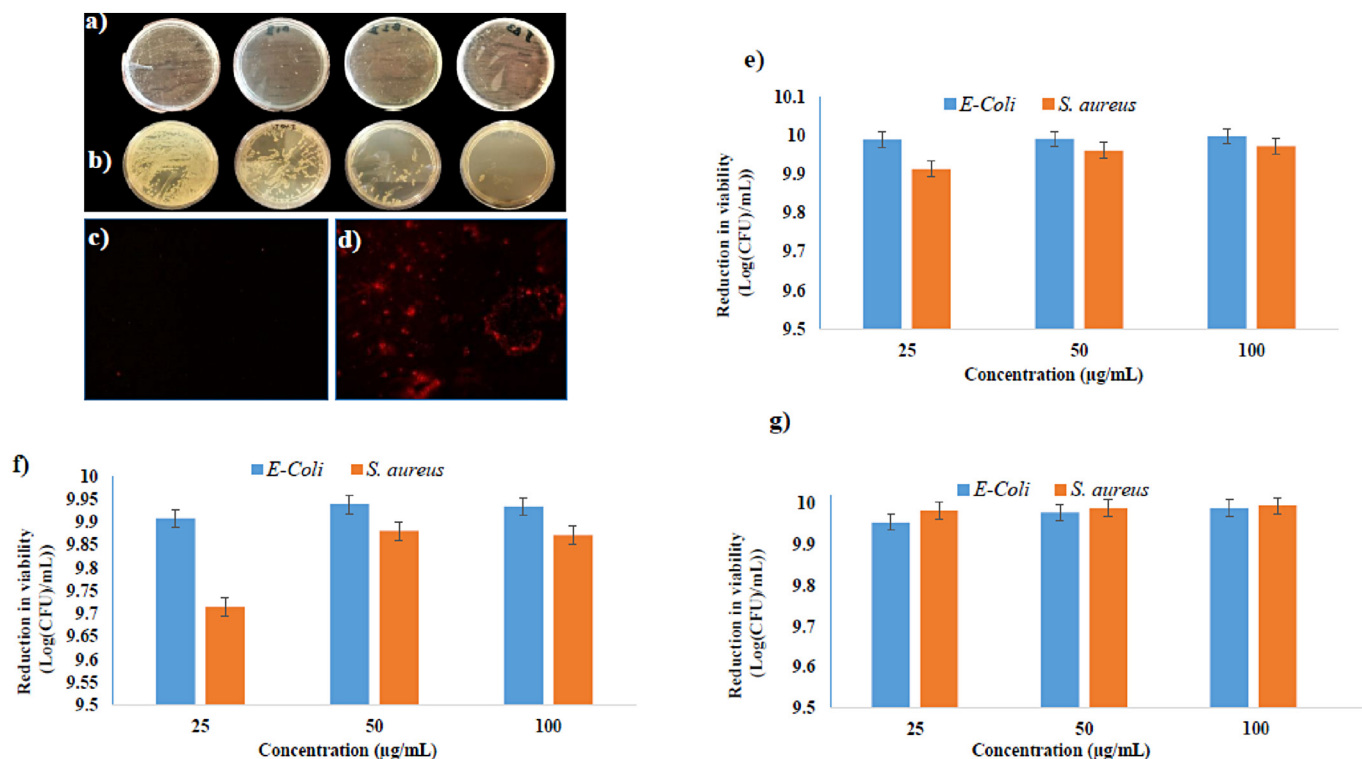 a)
b)
c)
d)
e)
E-Coli S. aureus
10.1
10
9.9
9.8
9.7
9.6
9.5
Reduction in viability
(Log(CFU)/mL))
25 50 100
Concentration (µg/mL)
f)
E-Coli S. aureus
10
9.95
9.9
9.85
9.8
9.75
9.7
9.65
9.6
9.55
9.5
Reduction in viability
(Log(CFU)/mL))
25 50 100
Concentration (µg/mL)
g)
E-Coli S. aureus
10
9.9
9.8
9.7
9.6
9.5
Reduction in viability
(Log(CFU)/mL))
25 50 100
Concentration (µg/mL)